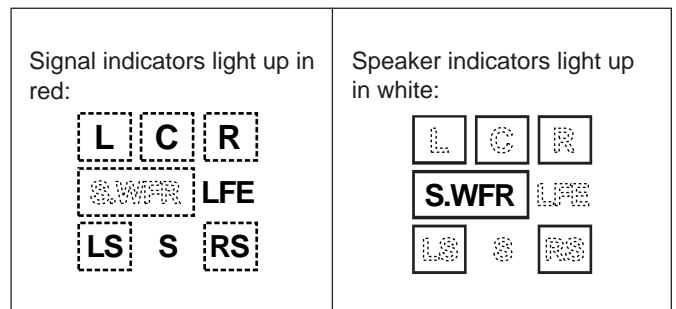 Signal indicators light up in
red:
L C R
S.WFR LFE
LS S RS
Speaker indicators light up
in white:
L C R
S.WFR LFE
LS S RS